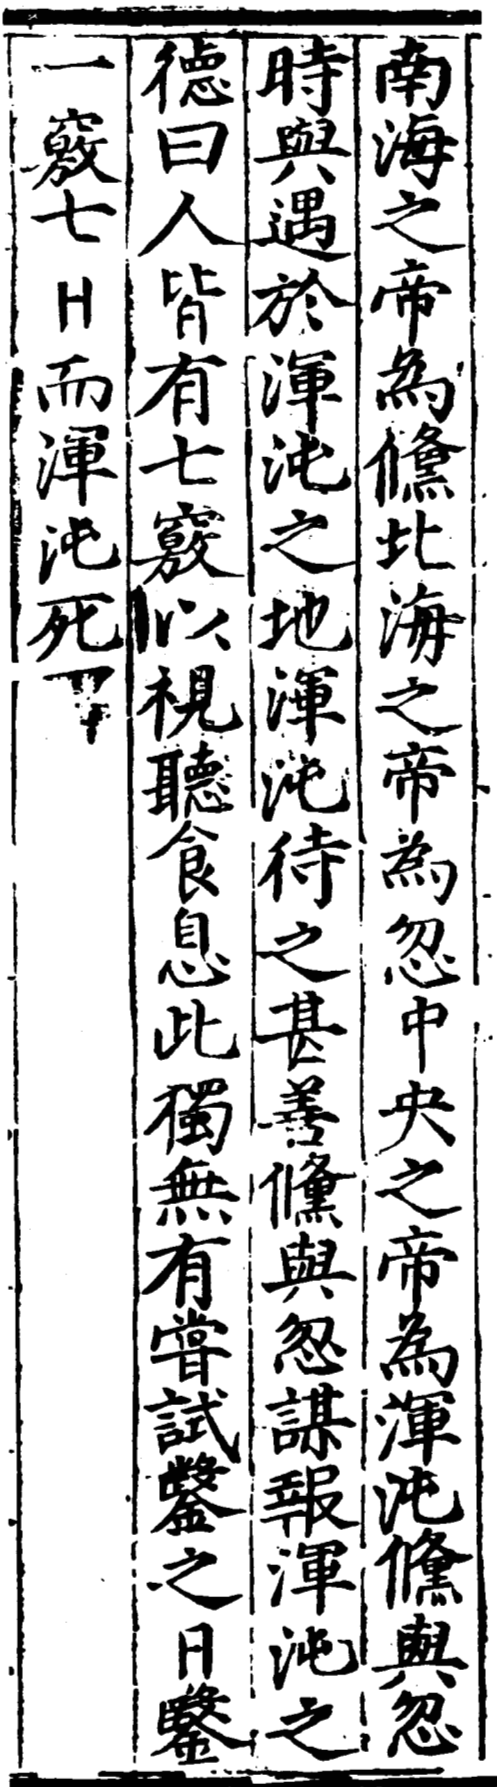 南海之帝為儵北海之帝為忽中央之帝為渾沌儵與忽
時與遇於渾沌之地渾沌待之甚善儵與忽謀報渾沌之
德曰人皆有七竅以視聽食息此獨無有嘗試鑿之日鑿
一竅七日而渾沌死